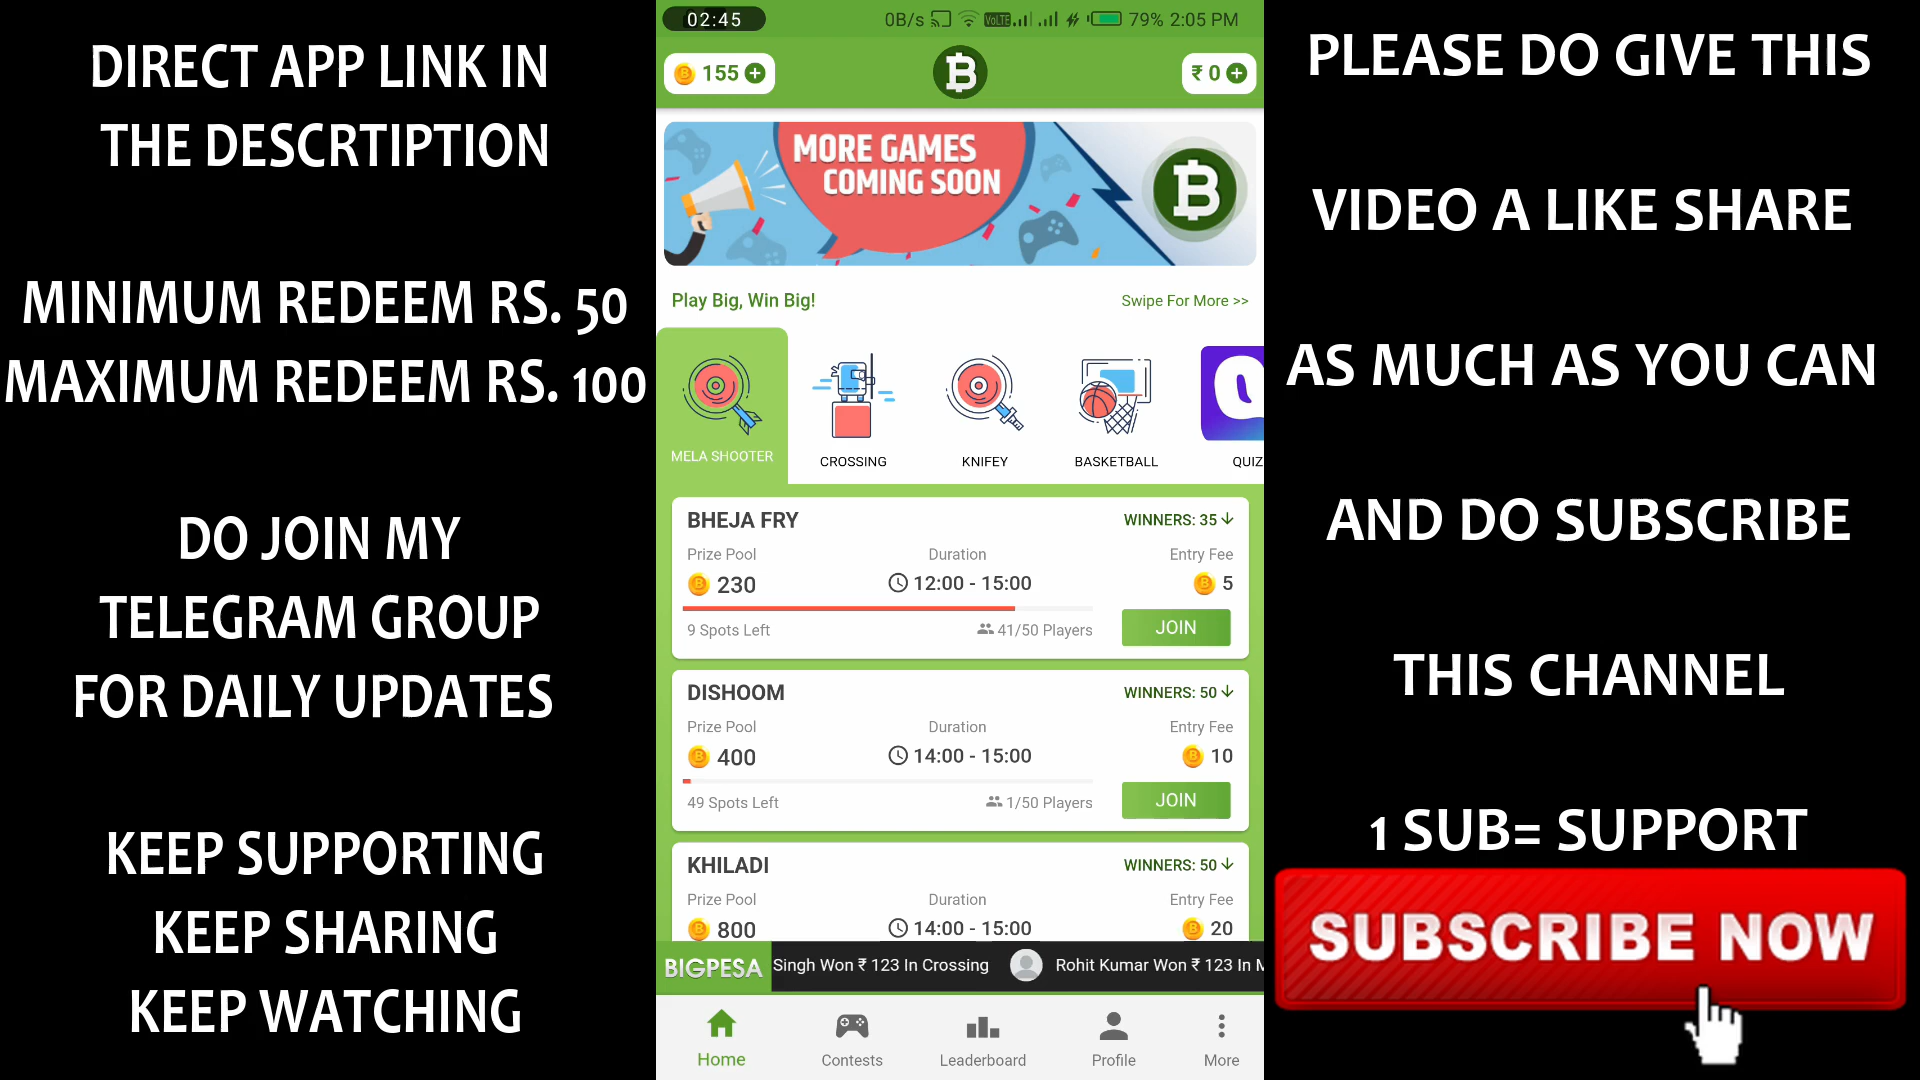 DIRECT APP LINK IN
THE DESCRTIPTION
MINIMUM REDEEM RS. 50
MAXIMUM REDEEM RS. 100
DO JOIN MY
TELEGRAM GROUP
FOR DAILY UPDATES
KEEP SUPPORTING
KEEP SHARING
KEEP WATCHING
02:45
0B/s VoLTE 79% 2:05 PM
155
₹ 0
MORE GAMES
COMING SOON
Play Big, Win Big!
Swipe For More >>
MELA SHOOTER
CROSSING
KNIFEY
BASKETBALL
QUIZ
BHEJA FRY
WINNERS: 35
Prize Pool
Duration
Entry Fee
230
12:00 - 15:00
5
9 Spots Left
41/50 Players
JOIN
DISHOOM
WINNERS: 50
Prize Pool
Duration
Entry Fee
400
14:00 - 15:00
10
49 Spots Left
1/50 Players
JOIN
KHILADI
WINNERS: 50
Prize Pool
Duration
Entry Fee
800
14:00 - 15:00
20
BIGPESA
Singh Won ₹ 123 In Crossing
Rohit Kumar Won ₹ 123 In M
Home
Contests
Leaderboard
Profile
More
PLEASE DO GIVE THIS
VIDEO A LIKE SHARE
AS MUCH AS YOU CAN
AND DO SUBSCRIBE
THIS CHANNEL
1 SUB= SUPPORT
SUBSCRIBE NOW